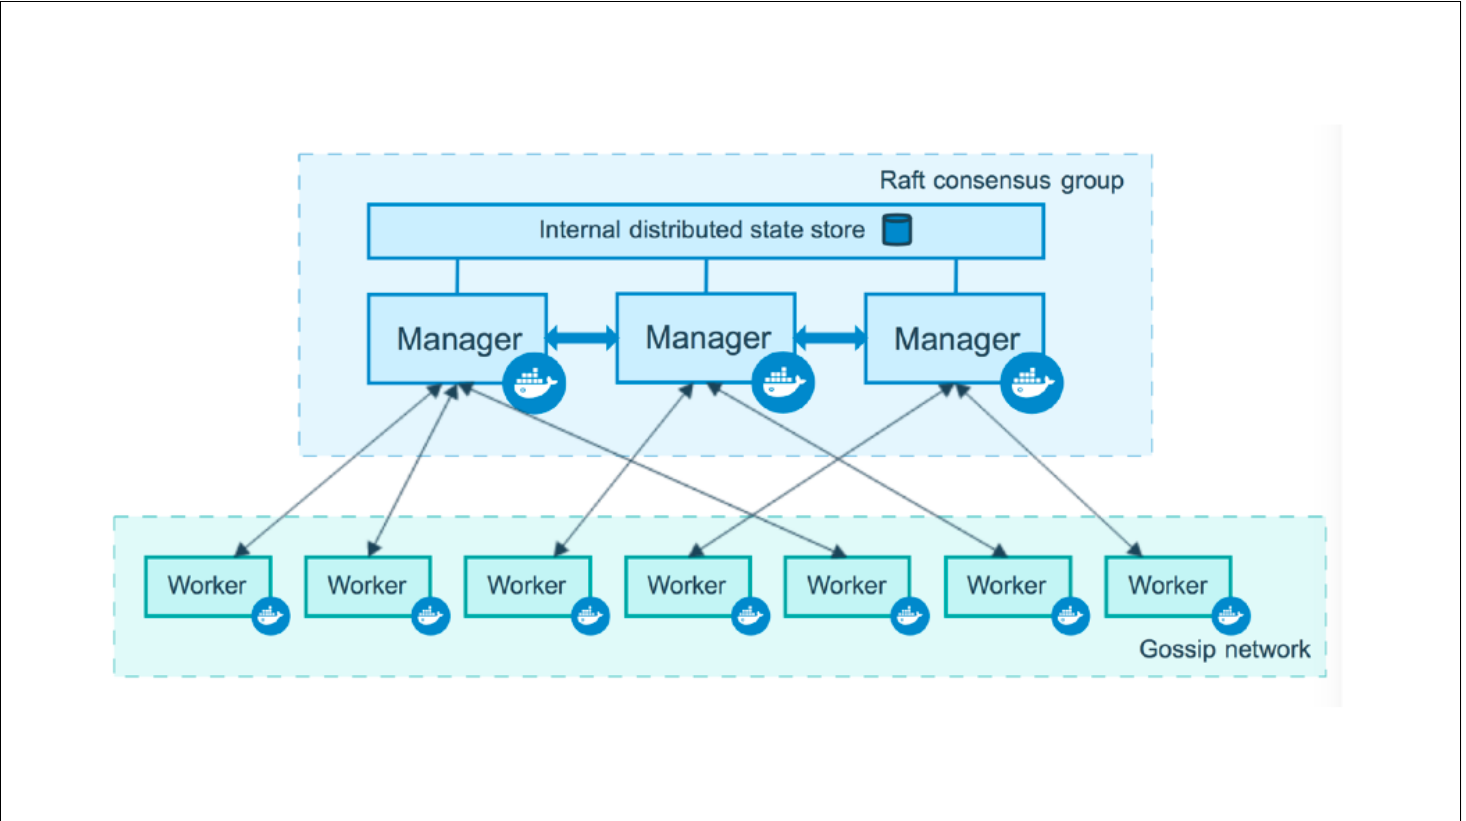 Raft consensus group
Internal distributed state store
Manager
Manager
Manager
Worker
Worker
Worker
Worker
Worker
Worker
Worker
Gossip network